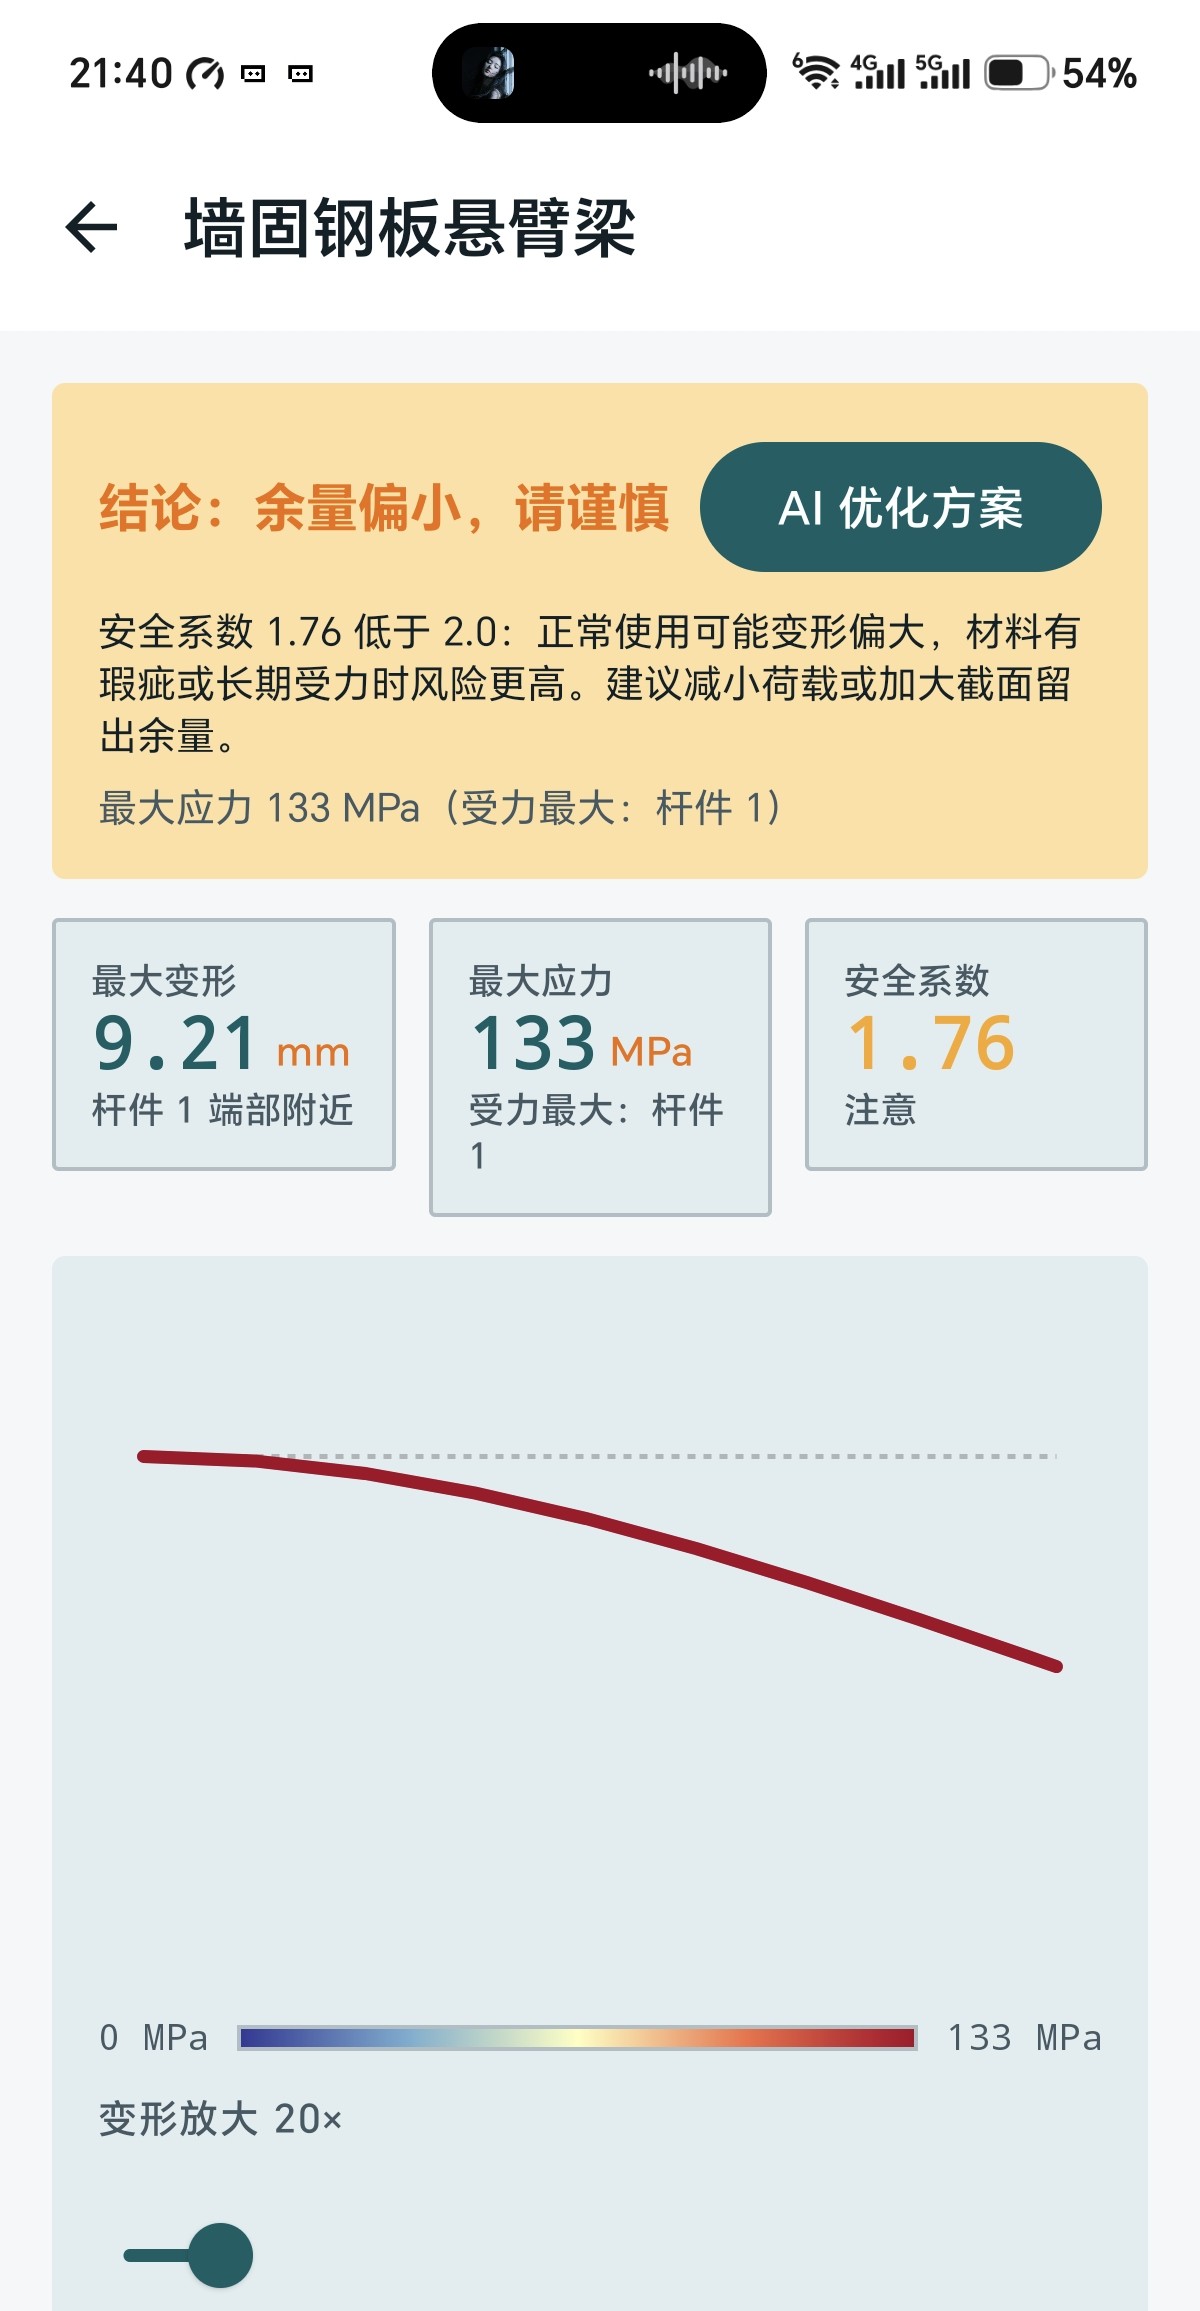 21:40
6
4G
5G
54%
墙固钢板悬臂梁
结论：余量偏小，请谨慎
AI 优化方案
安全系数 1.76 低于 2.0：正常使用可能变形偏大，材料有
瑕疵或长期受力时风险更高。建议减小荷载或加大截面留
出余量。
最大应力 133 MPa（受力最大：杆件 1）
最大变形
9.21 mm
杆件 1 端部附近
最大应力
133 MPa
受力最大：杆件
1
安全系数
1.76
注意
0 MPa
133 MPa
变形放大 20×